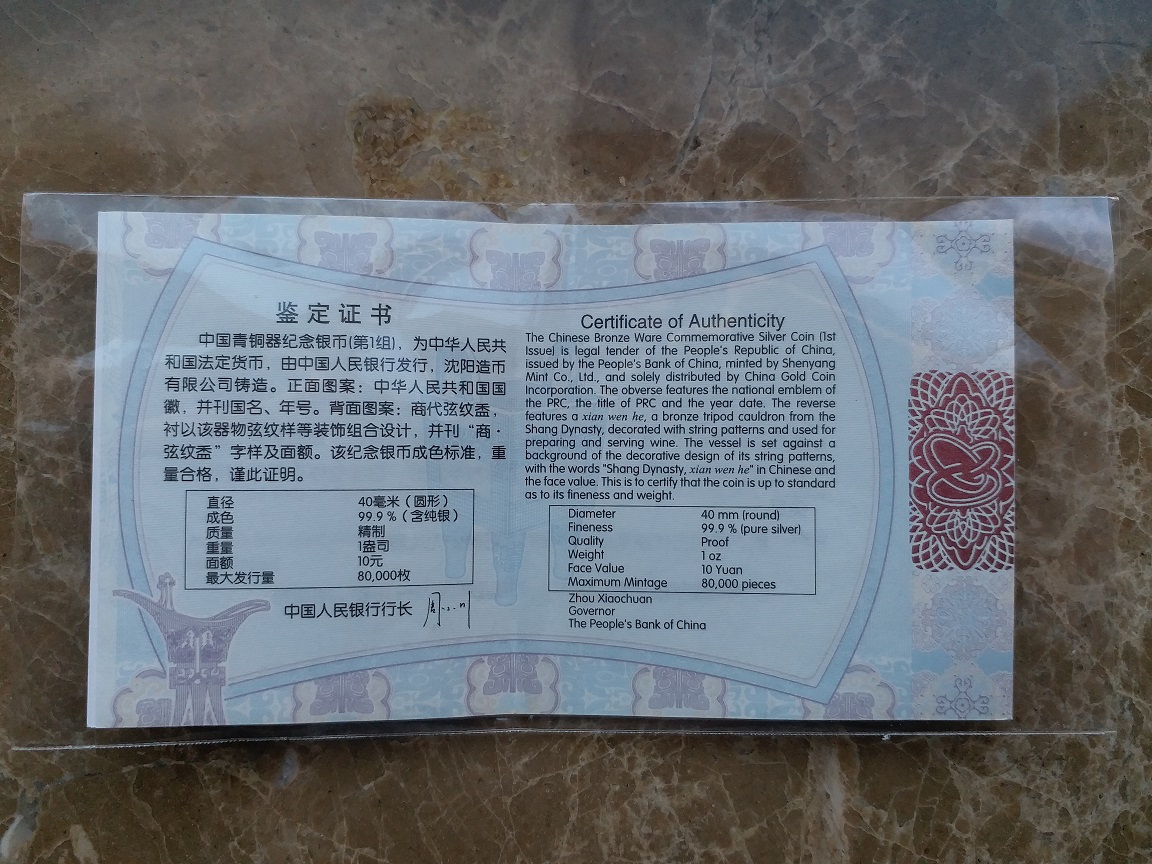 鉴定证书
中国青铜器纪念银币(第1组)，为中华人民共
和国法定货币，由中国人民银行发行，沈阳造币
有限公司铸造。正面图案：中华人民共和国国
徽，并刊国名、年号。背面图案：商代弦纹盉，
衬以该器物弦纹样等装饰组合设计，并刊“商·
弦纹盉”字样及面额。该纪念银币成色标准，重
量合格，谨此证明。
直径 40毫米（圆形）
成色 99.9％（含纯银）
质量 精制
重量 1盎司
面额 10元
最大发行量 80,000枚
中国人民银行行长
Certificate of Authenticity
The Chinese Bronze Ware Commemorative Silver Coin (1st
Issue) is legal tender of the People's Republic of China,
issued by the People's Bank of China, minted by Shenyang
Mint Co., Ltd., and solely distributed by China Gold Coin
Incorporation. The obverse features the national emblem of
the PRC, the title of PRC and the year date. The reverse
features a xian wen he, a bronze tripod cauldron from the
Shang Dynasty, decorated with string patterns and used for
preparing and serving wine. The vessel is set against a
background of the decorative design of its string patterns,
with the words "Shang Dynasty, xian wen he" in Chinese and
the face value. This is to certify that the coin is up to standard
as to its fineness and weight.
Diameter 40 mm (round)
Fineness 99.9 % (pure silver)
Quality Proof
Weight 1 oz
Face Value 10 Yuan
Maximum Mintage 80,000 pieces
Zhou Xiaochuan
Governor
The People's Bank of China